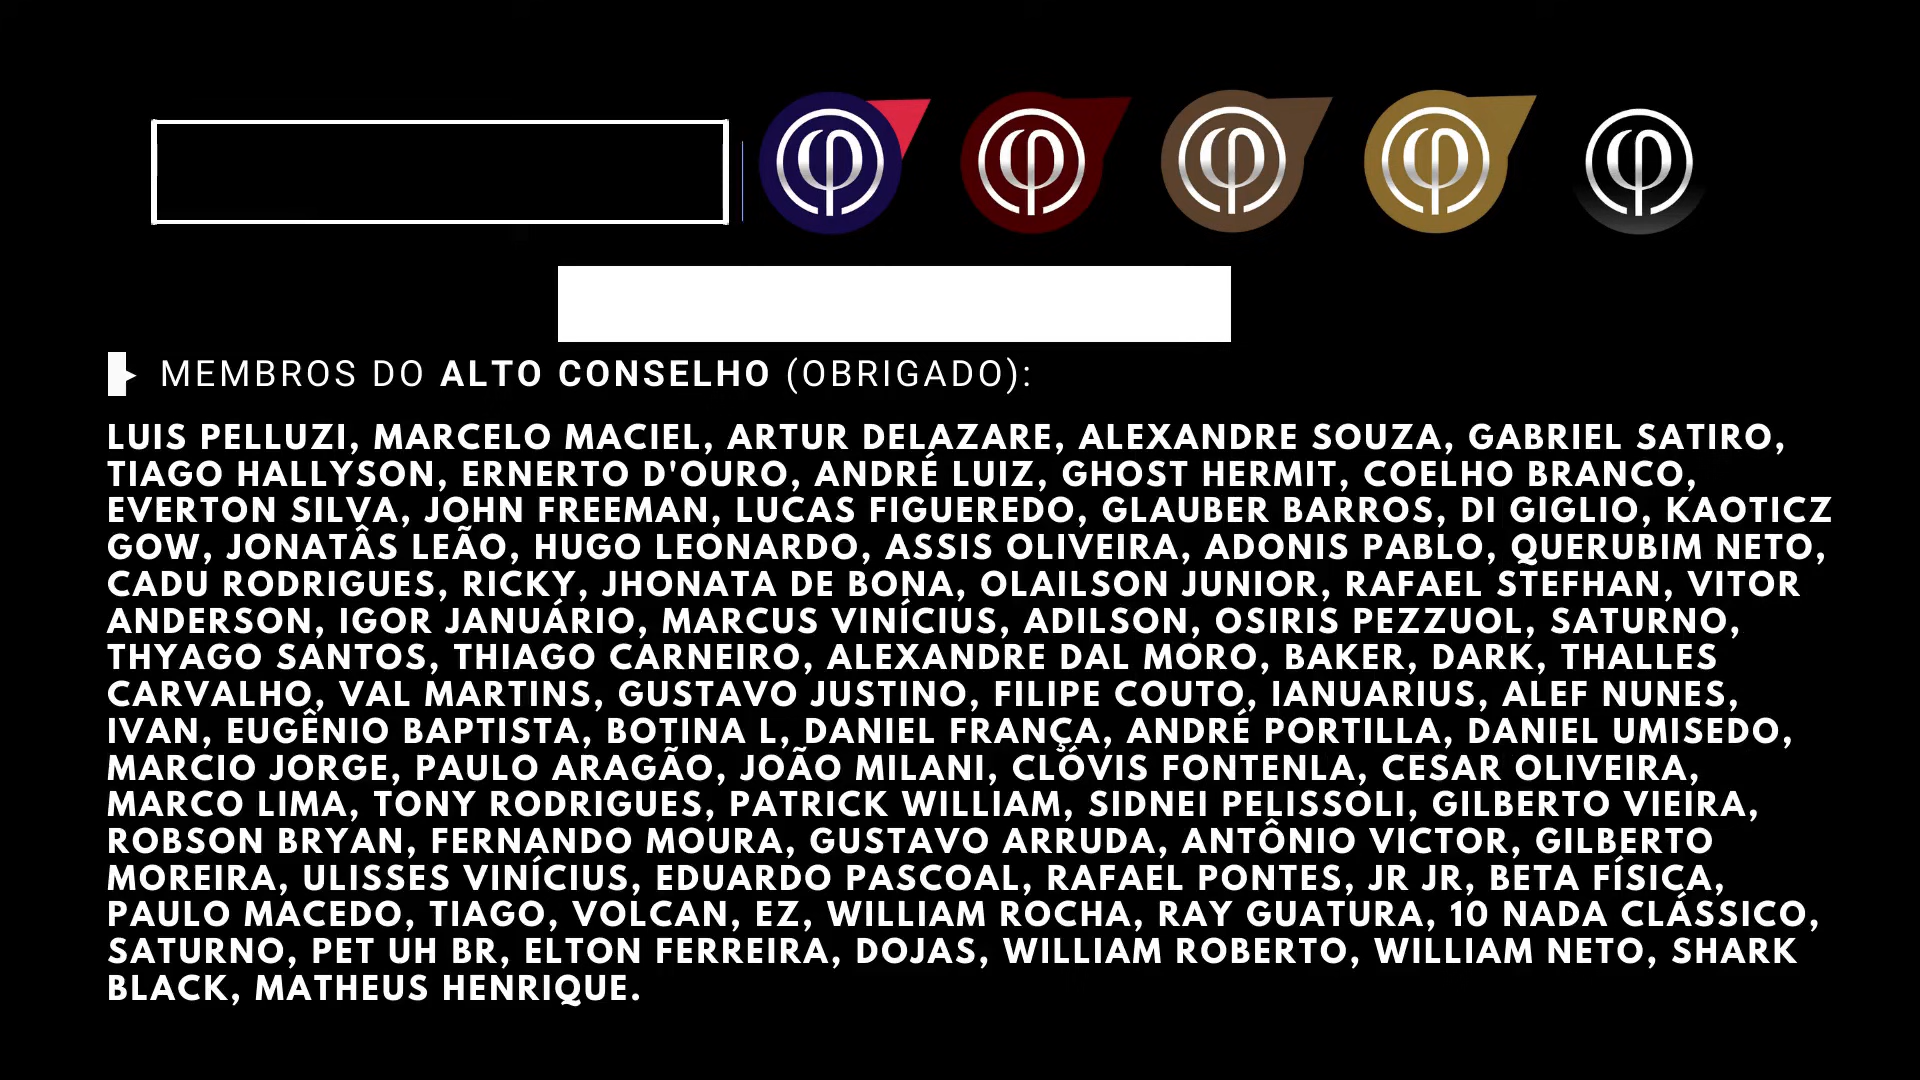 MEMBROS DO ALTO CONSELHO (OBRIGADO):
LUIS PELLUZI, MARCELO MACIEL, ARTUR DELAZARE, ALEXANDRE SOUZA, GABRIEL SATIRO,
TIAGO HALLYSON, ERNERTO D'OURO, ANDRÉ LUIZ, GHOST HERMIT, COELHO BRANCO,
EVERTON SILVA, JOHN FREEMAN, LUCAS FIGUEREDO, GLAUBER BARROS, DI GIGLIO, KAOTICZ
GOW, JONATÂS LEÃO, HUGO LEONARDO, ASSIS OLIVEIRA, ADONIS PABLO, QUERUBIM NETO,
CADU RODRIGUES, RICKY, JHONATA DE BONA, OLAILSON JUNIOR, RAFAEL STEFHAN, VITOR
ANDERSON, IGOR JANUÁRIO, MARCUS VINÍCIUS, ADILSON, OSIRIS PEZZUOL, SATURNO,
THYAGO SANTOS, THIAGO CARNEIRO, ALEXANDRE DAL MORO, BAKER, DARK, THALLES
CARVALHO, VAL MARTINS, GUSTAVO JUSTINO, FILIPE COUTO, IANUARIUS, ALEF NUNES,
IVAN, EUGÊNIO BAPTISTA, BOTINA L, DANIEL FRANÇA, ANDRÉ PORTILLA, DANIEL UMISEDO,
MARCIO JORGE, PAULO ARAGÃO, JOÃO MILANI, CLÓVIS FONTENLA, CESAR OLIVEIRA,
MARCO LIMA, TONY RODRIGUES, PATRICK WILLIAM, SIDNEI PELISSOLI, GILBERTO VIEIRA,
ROBSON BRYAN, FERNANDO MOURA, GUSTAVO ARRUDA, ANTÔNIO VICTOR, GILBERTO
MOREIRA, ULISSES VINÍCIUS, EDUARDO PASCOAL, RAFAEL PONTES, JR JR, BETA FÍSICA,
PAULO MACEDO, TIAGO, VOLCAN, EZ, WILLIAM ROCHA, RAY GUATURA, 10 NADA CLÁSSICO,
SATURNO, PET UH BR, ELTON FERREIRA, DOJAS, WILLIAM ROBERTO, WILLIAM NETO, SHARK
BLACK, MATHEUS HENRIQUE.